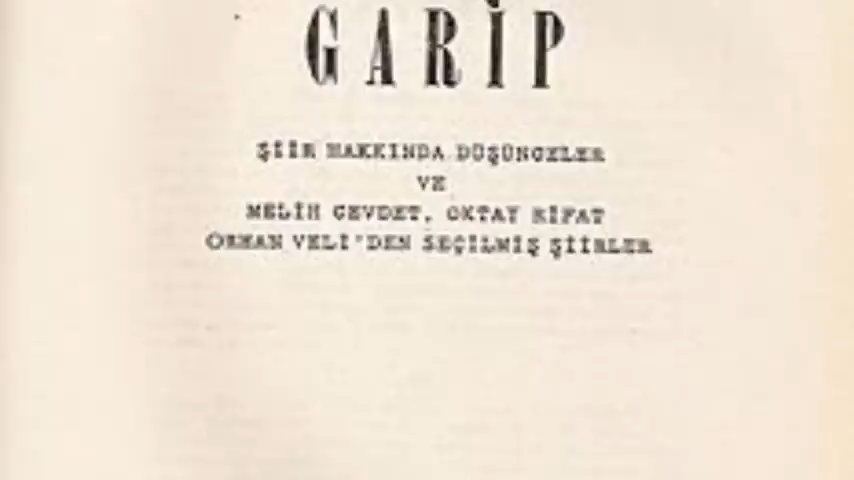 GARİP
ŞİİR HAKKINDA DÜŞÜNCELER
VE
MELİH CEVDET, OKTAY RİFAT
ORHAN VELİ'DEN SEÇİLMİŞ ŞİİRLER